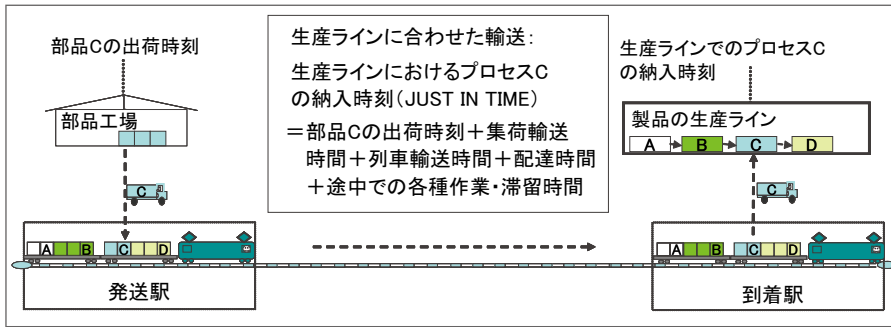 部品Cの出荷時刻
部品工場
C
A B C D
発送駅
生産ラインに合わせた輸送：
生産ラインにおけるプロセスC
の納入時刻（JUST IN TIME）
＝部品Cの出荷時刻＋集荷輸送
時間＋列車輸送時間＋配達時間
＋途中での各種作業・滞留時間
生産ラインでのプロセスC
の納入時刻
製品の生産ライン
A B C D
C
A B C D
到着駅